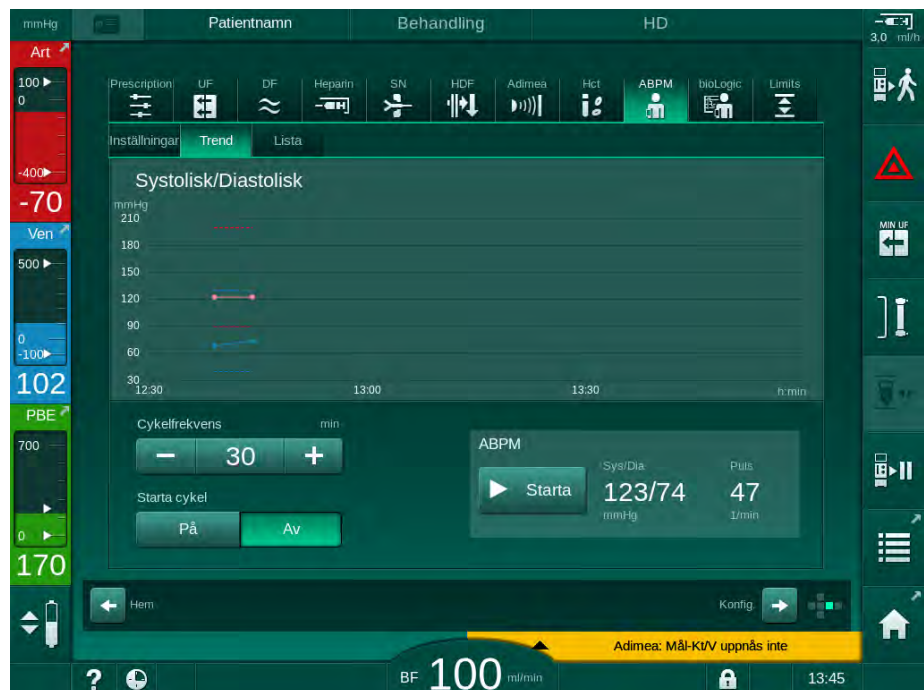 mmHg
Patientnamn
Behandling
HD
3,0 ml/h
Art
100
0
-400
-70
Ven
500
0
-100
102
PBE
700
0
170
Prescription
UF
DF
Heparin
SN
HDF
Adimea
Hct
ABPM
bioLogic
Limits
Inställningar
Trend
Lista
Systolisk/Diastolisk
mmHg
210
180
150
120
90
60
30
12:30
13:00
13:30
h:min
Cykelfrekvens
min
30
Starta cykel
På
Av
ABPM
Starta
Sys/Dia
123/74
mmHg
Puls
47
1/min
MIN UF
Hem
Konfig.
Adimea: Mål-Kt/V uppnås inte
?
BF 100 ml/min
13:45